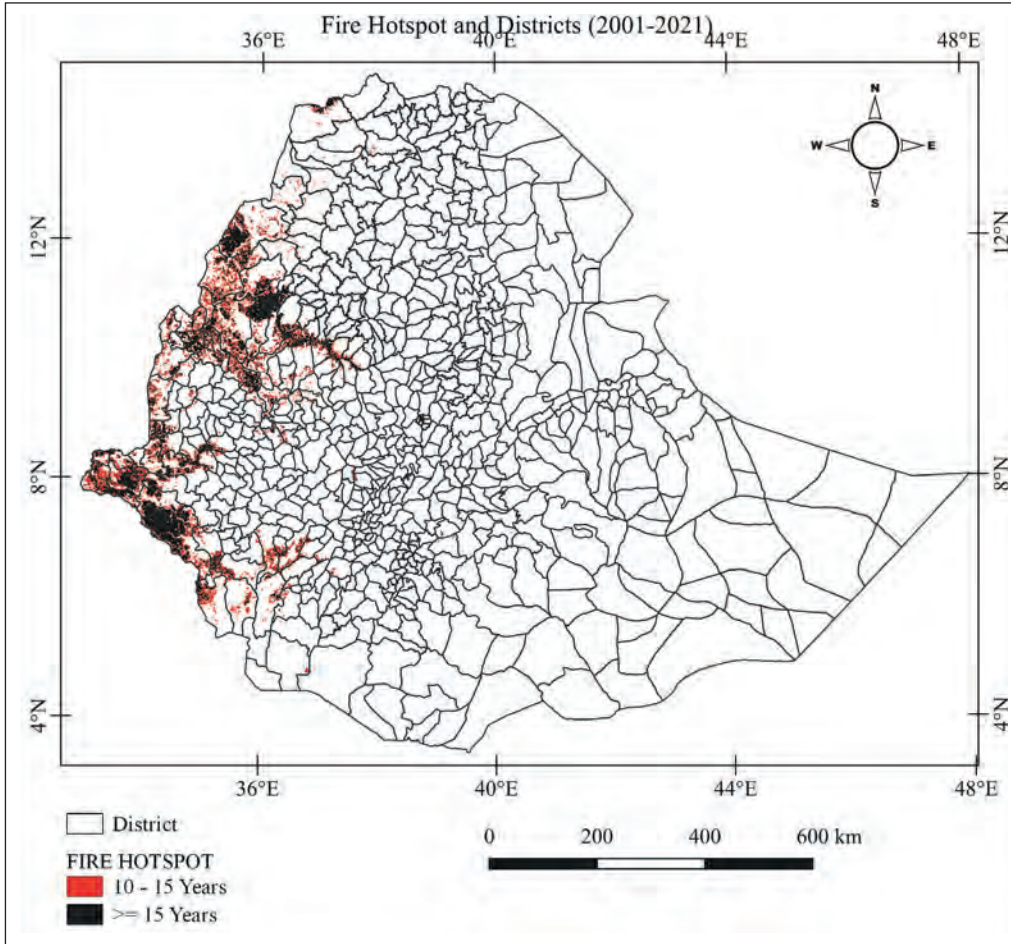 Fire Hotspot and Districts (2001-2021)
36°E 40°E 44°E 48°E
N
W E
S
12°N 12°N
8°N 8°N
4°N 4°N
36°E 40°E 44°E 48°E
District
0 200 400 600 km
FIRE HOTSPOT
10 - 15 Years
>= 15 Years